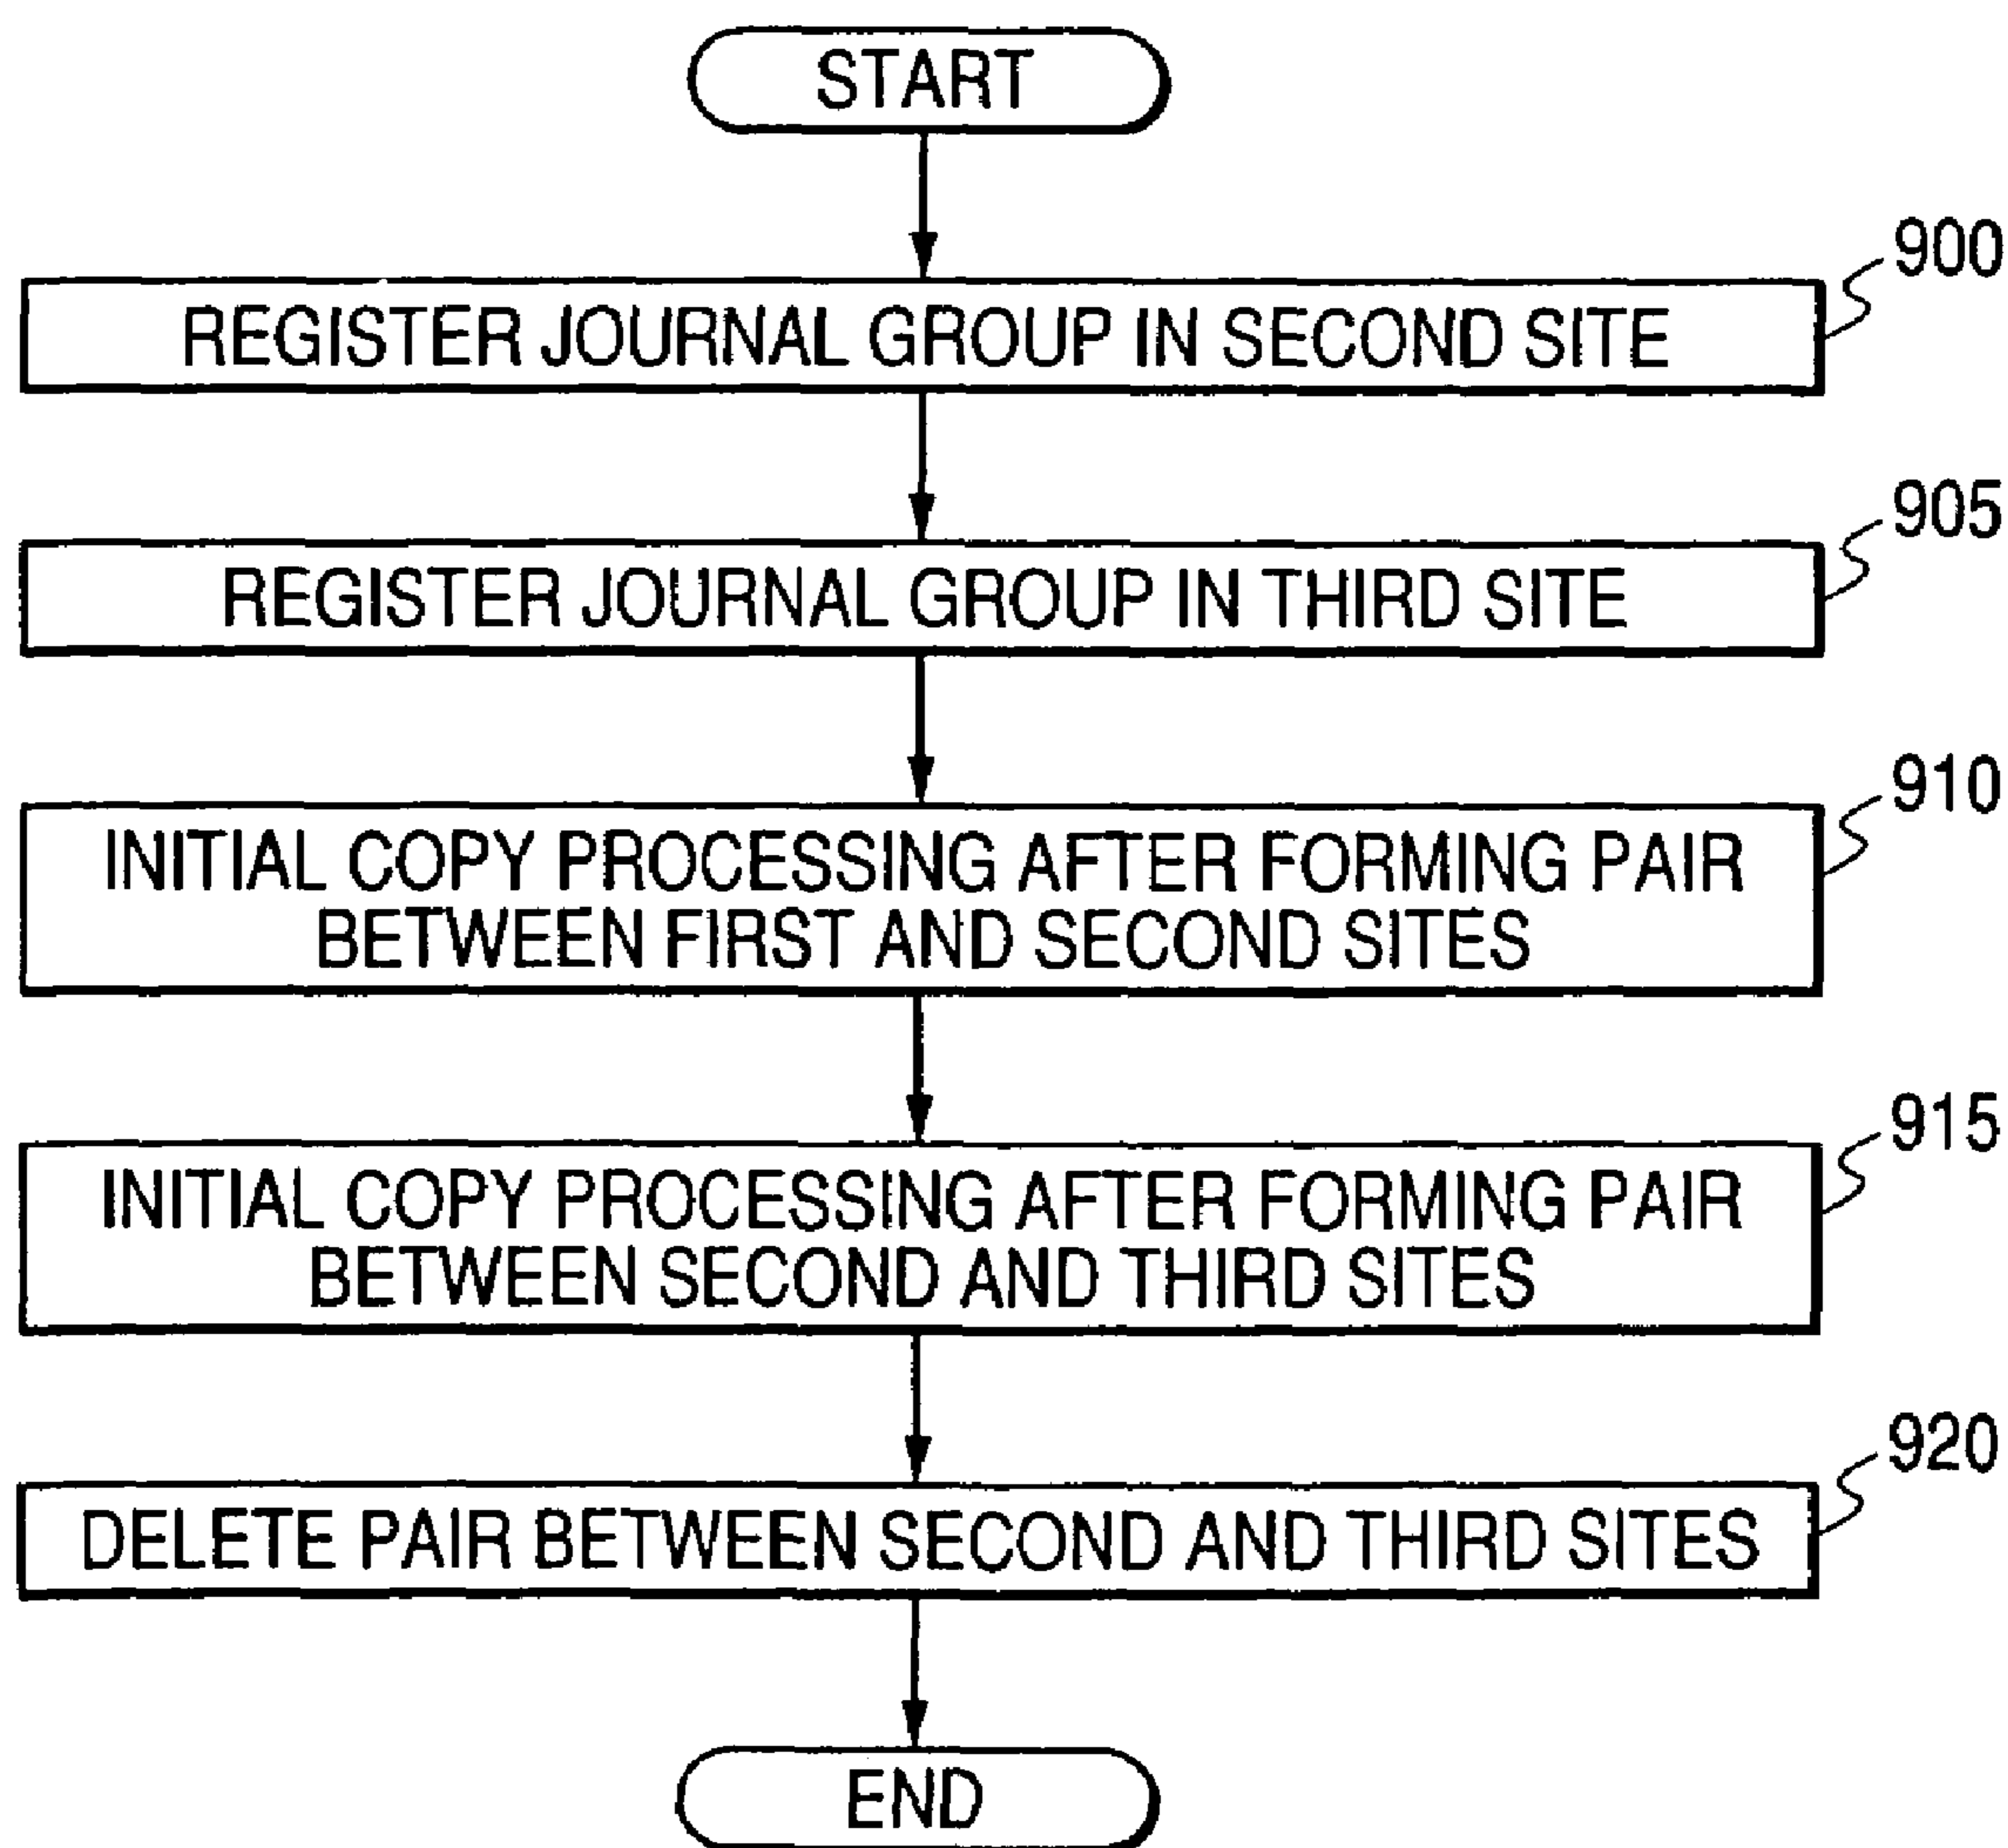 START
900
REGISTER JOURNAL GROUP IN SECOND SITE
905
REGISTER JOURNAL GROUP IN THIRD SITE
910
INITIAL COPY PROCESSING AFTER FORMING PAIR
BETWEEN FIRST AND SECOND SITES
915
INITIAL COPY PROCESSING AFTER FORMING PAIR
BETWEEN SECOND AND THIRD SITES
920
DELETE PAIR BETWEEN SECOND AND THIRD SITES
END